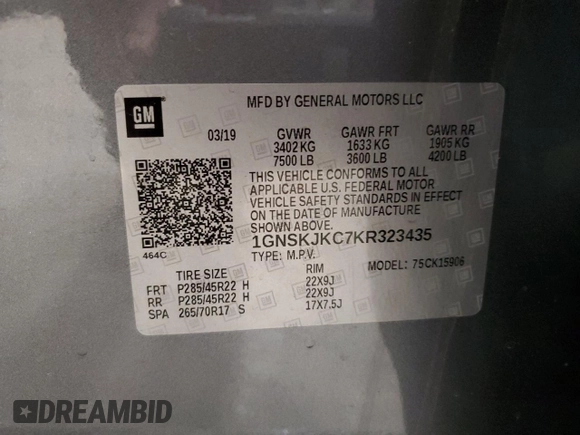 GM
MFD BY GENERAL MOTORS LLC
03/19 GVWR GAWR FRT GAWR RR
3402 KG 1633 KG 1905 KG
7500 LB 3600 LB 4200 LB
THIS VEHICLE CONFORMS TO ALL
APPLICABLE U.S. FEDERAL MOTOR
VEHICLE SAFETY STANDARDS IN EFFECT
ON THE DATE OF MANUFACTURE
SHOWN ABOVE.
464C
1GNSKJKC7KR323435
TYPE: M.P.V. MODEL: 75CK15906
TIRE SIZE RIM
FRT P285/45R22 H 22X9J
RR P285/45R22 H 22X9J
SPA 265/70R17 S 17X7.5J
DREAMBID